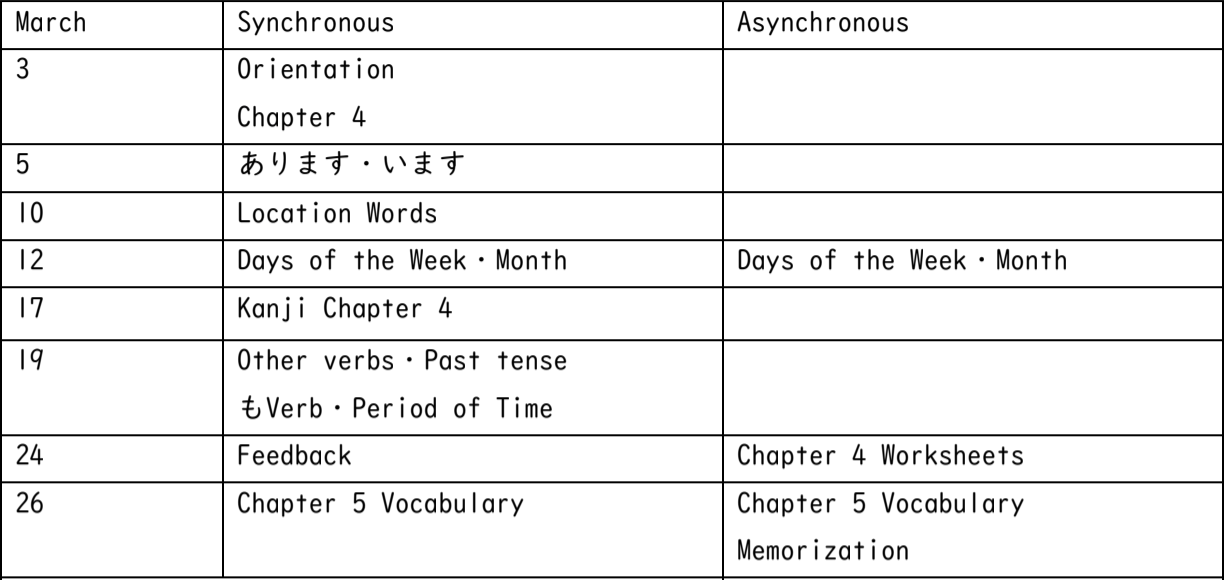 March Synchronous Asynchronous
3 Orientation
Chapter 4
5 あります・います
10 Location Words
12 Days of the Week・Month Days of the Week・Month
17 Kanji Chapter 4
19 Other verbs・Past tense
もVerb・Period of Time
24 Feedback Chapter 4 Worksheets
26 Chapter 5 Vocabulary Chapter 5 Vocabulary
Memorization